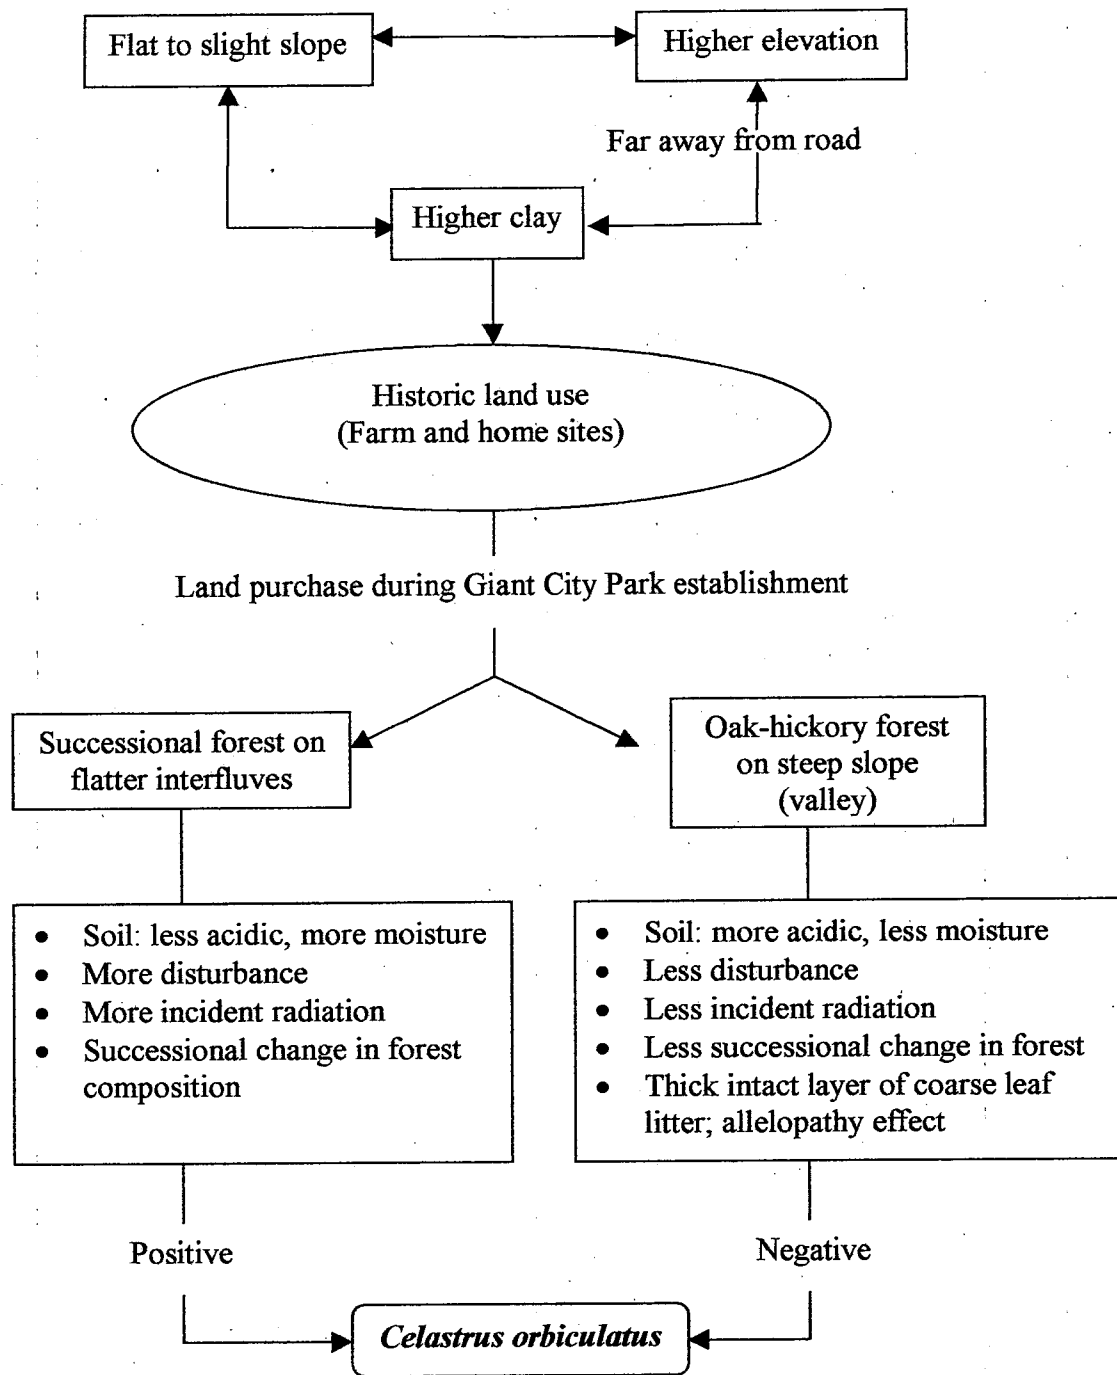 Flat to slight slope
Higher elevation
Far away from road
Higher clay
Historic land use
(Farm and home sites)
Land purchase during Giant City Park establishment
Successional forest on
flatter interfluves
Oak-hickory forest
on steep slope
(valley)
• Soil: less acidic, more moisture
• More disturbance
• More incident radiation
• Successional change in forest
composition
• Soil: more acidic, less moisture
• Less disturbance
• Less incident radiation
• Less successional change in forest
• Thick intact layer of coarse leaf
litter; allelopathy effect
Positive
Negative
Celastrus orbiculatus